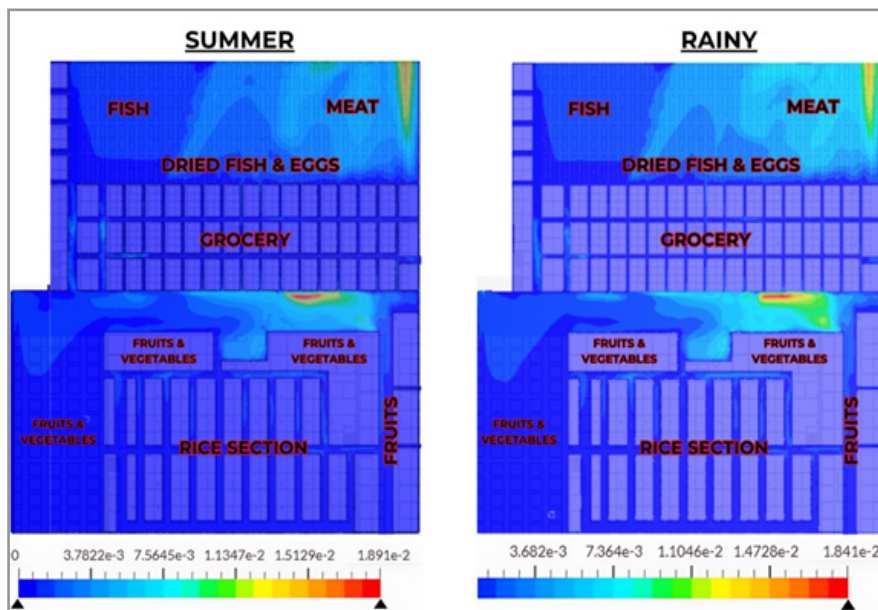 SUMMER
FISH
MEAT
DRIED FISH & EGGS
GROCERY
FRUITS &
VEGETABLES
FRUITS &
VEGETABLES
FRUITS &
VEGETABLES
RICE SECTION
FRUITS
0 3.7822e-3 7.5645e-3 1.1347e-2 1.5129e-2 1.891e-2
RAINY
FISH
MEAT
DRIED FISH & EGGS
GROCERY
FRUITS &
VEGETABLES
FRUITS &
VEGETABLES
FRUITS &
VEGETABLES
RICE SECTION
FRUITS
3.682e-3 7.364e-3 1.1046e-2 1.4728e-2 1.841e-2